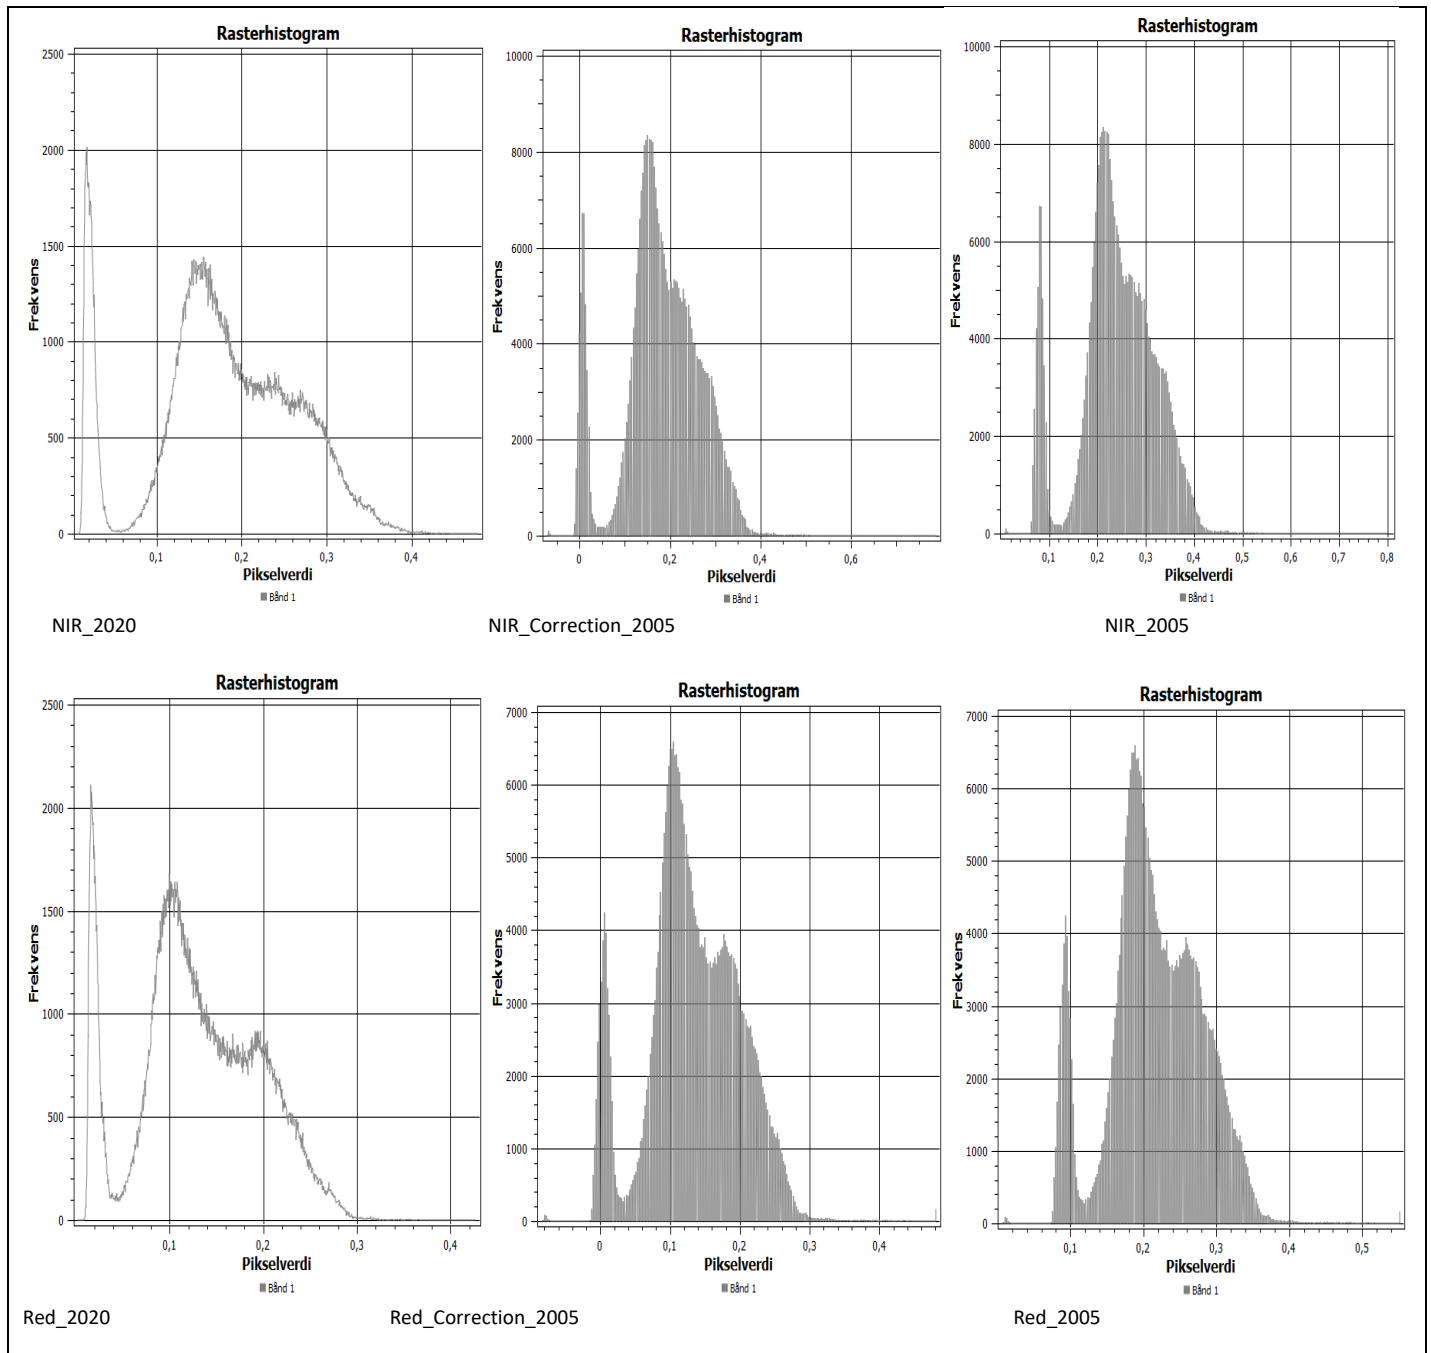 Rasterhistogram
2500
2000
1500
1000
500
0
Frekvens
0,1 0,2 0,3 0,4
Pikselverdi
Bånd 1
NIR_2020
Rasterhistogram
10000
8000
6000
4000
2000
0
Frekvens
0 0,2 0,4 0,6
Pikselverdi
Bånd 1
NIR_Correction_2005
Rasterhistogram
10000
8000
6000
4000
2000
0
Frekvens
0,1 0,2 0,3 0,4 0,5 0,6 0,7 0,8
Pikselverdi
Bånd 1
NIR_2005
Rasterhistogram
2500
2000
1500
1000
500
0
Frekvens
0,1 0,2 0,3 0,4
Pikselverdi
Bånd 1
Red_2020
Rasterhistogram
7000
6000
5000
4000
3000
2000
1000
0
Frekvens
0 0,1 0,2 0,3 0,4
Pikselverdi
Bånd 1
Red_Correction_2005
Rasterhistogram
7000
6000
5000
4000
3000
2000
1000
0
Frekvens
0,1 0,2 0,3 0,4 0,5
Pikselverdi
Bånd 1
Red_2005